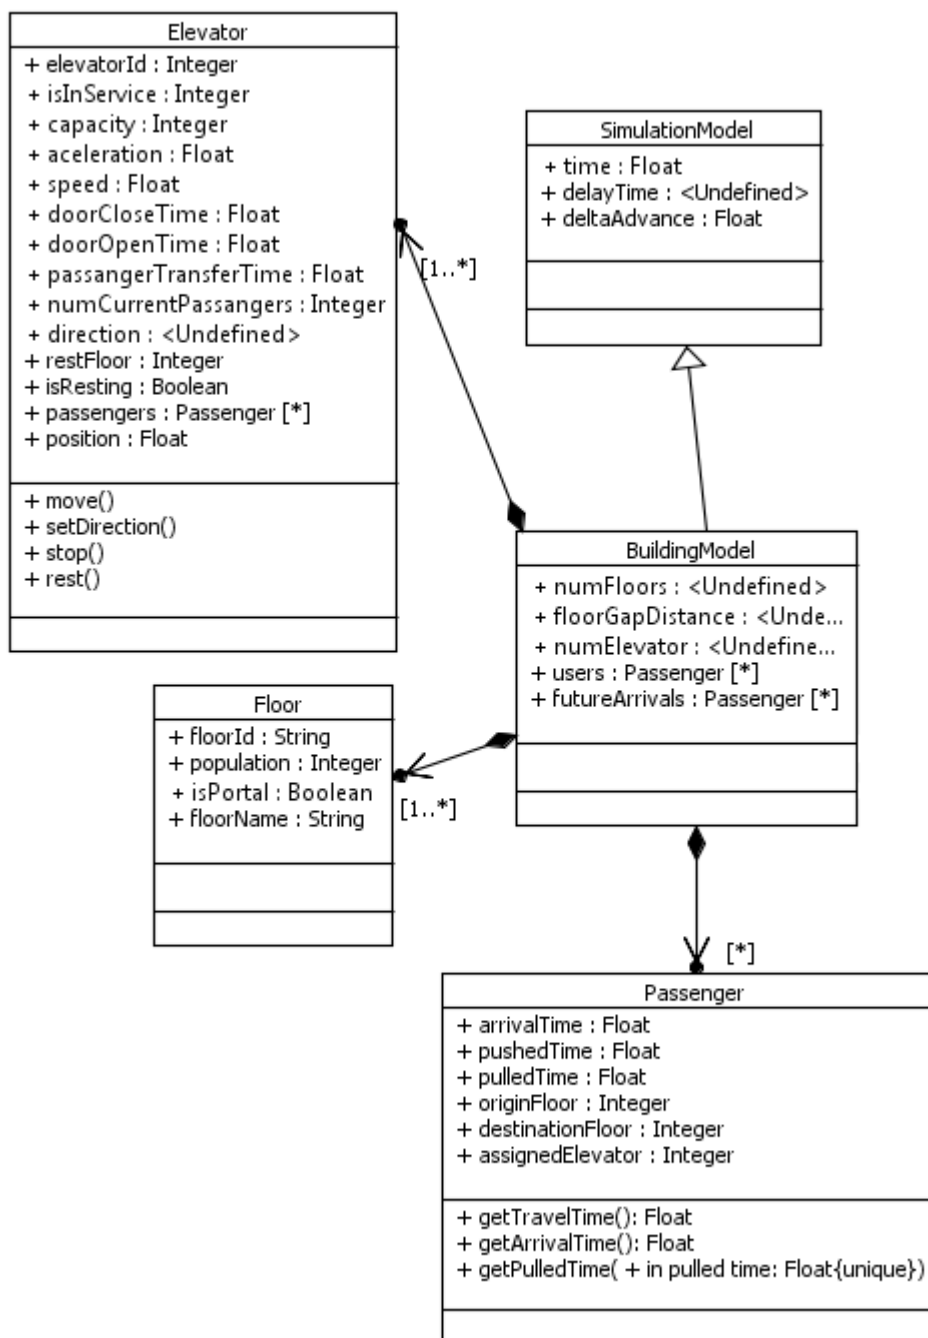 Elevator
+ elevatorId : Integer
+ isInService : Integer
+ capacity : Integer
+ aceleration : Float
+ speed : Float
+ doorCloseTime : Float
+ doorOpenTime : Float
+ passangerTransferTime : Float
+ numCurrentPassangers : Integer
+ direction : <Undefined>
+ restFloor : Integer
+ isResting : Boolean
+ passengers : Passenger [*]
+ position : Float
+ move()
+ setDirection()
+ stop()
+ rest()
SimulationModel
+ time : Float
+ delayTime : <Undefined>
+ deltaAdvance : Float
[1..*]
BuildingModel
+ numFloors : <Undefined>
+ floorGapDistance : <Unde...
+ numElevator : <Undefine...
+ users : Passenger [*]
+ futureArrivals : Passenger [*]
Floor
+ floorId : String
+ population : Integer
+ isPortal : Boolean
+ floorName : String
[1..*]
[*]
Passenger
+ arrivalTime : Float
+ pushedTime : Float
+ pulledTime : Float
+ originFloor : Integer
+ destinationFloor : Integer
+ assignedElevator : Integer
+ getTravelTime(): Float
+ getArrivalTime(): Float
+ getPulledTime( + in pulled time: Float{unique})